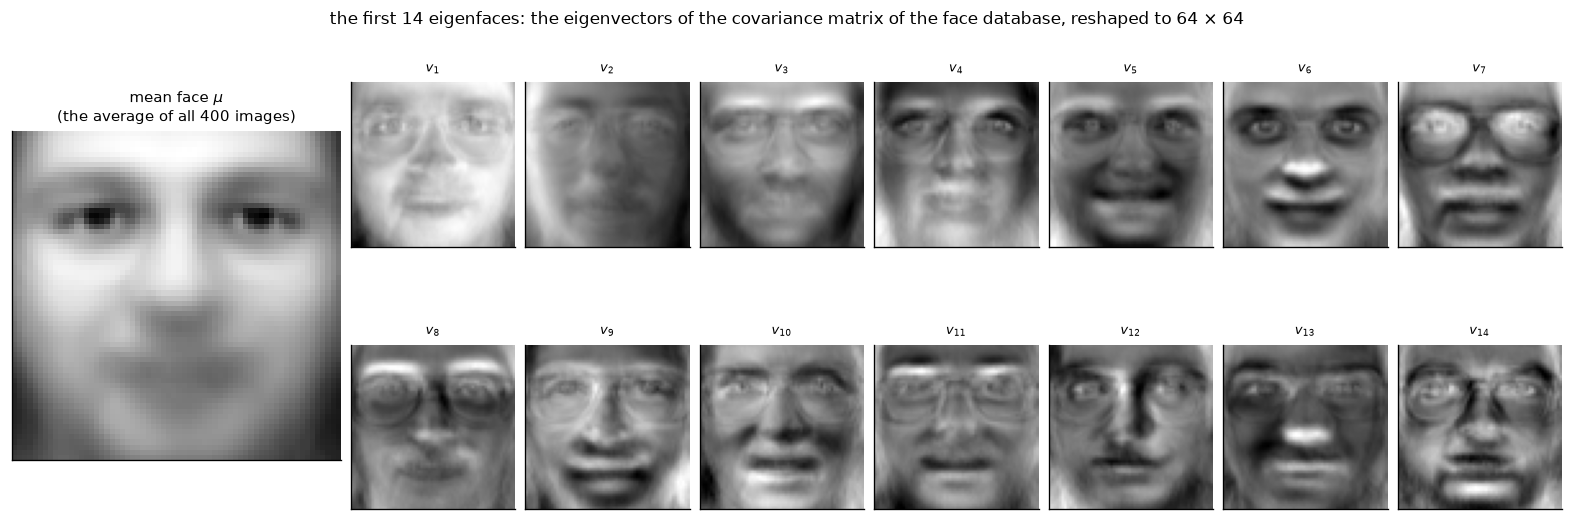 the first 14 eigenfaces: the eigenvectors of the covariance matrix of the face database, reshaped to 64 × 64
mean face μ
(the average of all 400 images)
v₁
v₂
v₃
v₄
v₅
v₆
v₇
v₈
v₉
v₁₀
v₁₁
v₁₂
v₁₃
v₁₄